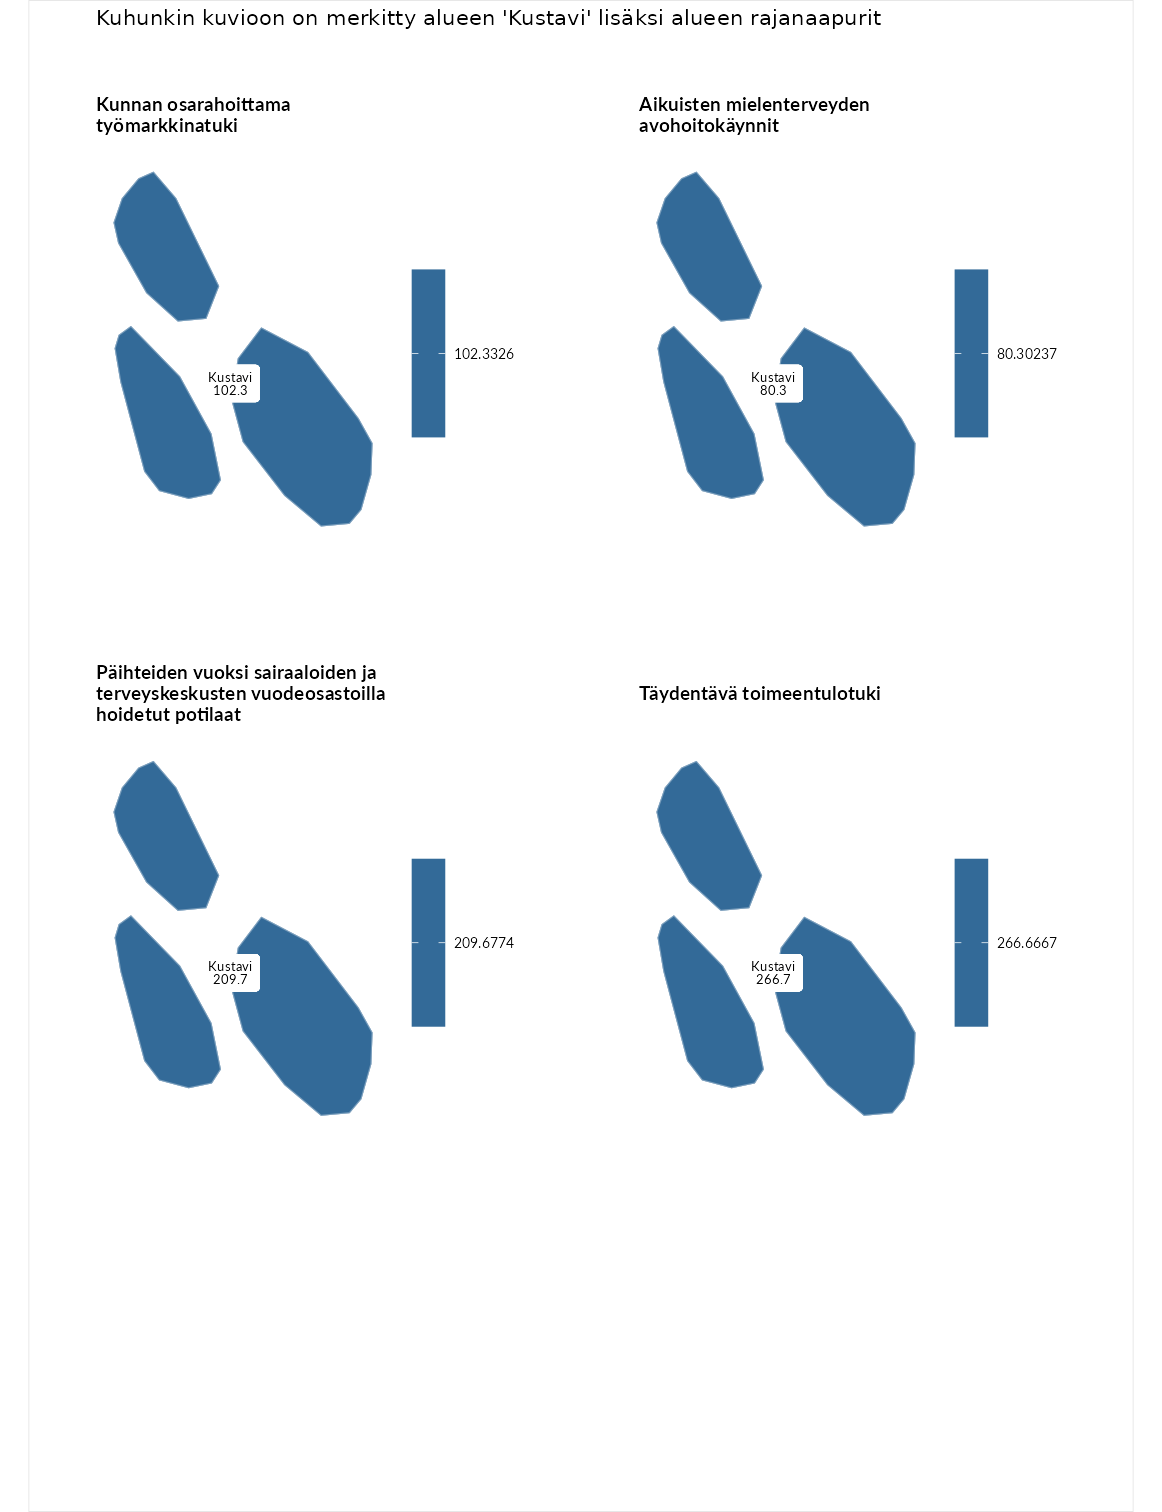 Kuhunkin kuvioon on merkitty alueen 'Kustavi' lisäksi alueen rajanaapurit
Kunnan osarahoittama
työmarkkinatuki
Kustavi
102.3
102.3326
Aikuisten mielenterveyden
avohoitokäynnit
Kustavi
80.3
80.30237
Päihteiden vuoksi sairaaloiden ja
terveyskeskusten vuodeosastoilla
hoidetut potilaat
Kustavi
209.7
209.6774
Täydentävä toimeentulotuki
Kustavi
266.7
266.6667